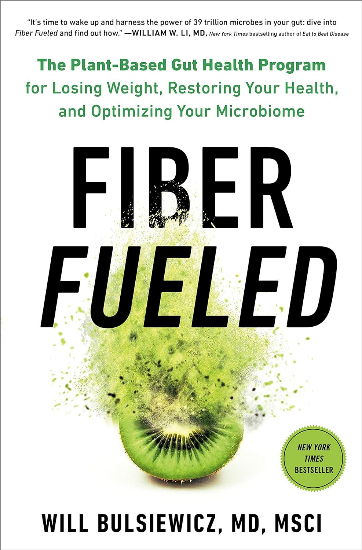 "It's time to wake up and harness the power of 39 trillion microbes in your gut: dive into
Fiber Fueled and find out how."—WILLIAM W. LI, MD, New York Times bestselling author of Eat to Beat Disease
The Plant-Based Gut Health Program
for Losing Weight, Restoring Your Health,
and Optimizing Your Microbiome
FIBER
FUELED
NEW YORK
TIMES
BESTSELLER
WILL BULSIEWICZ, MD, MSCI